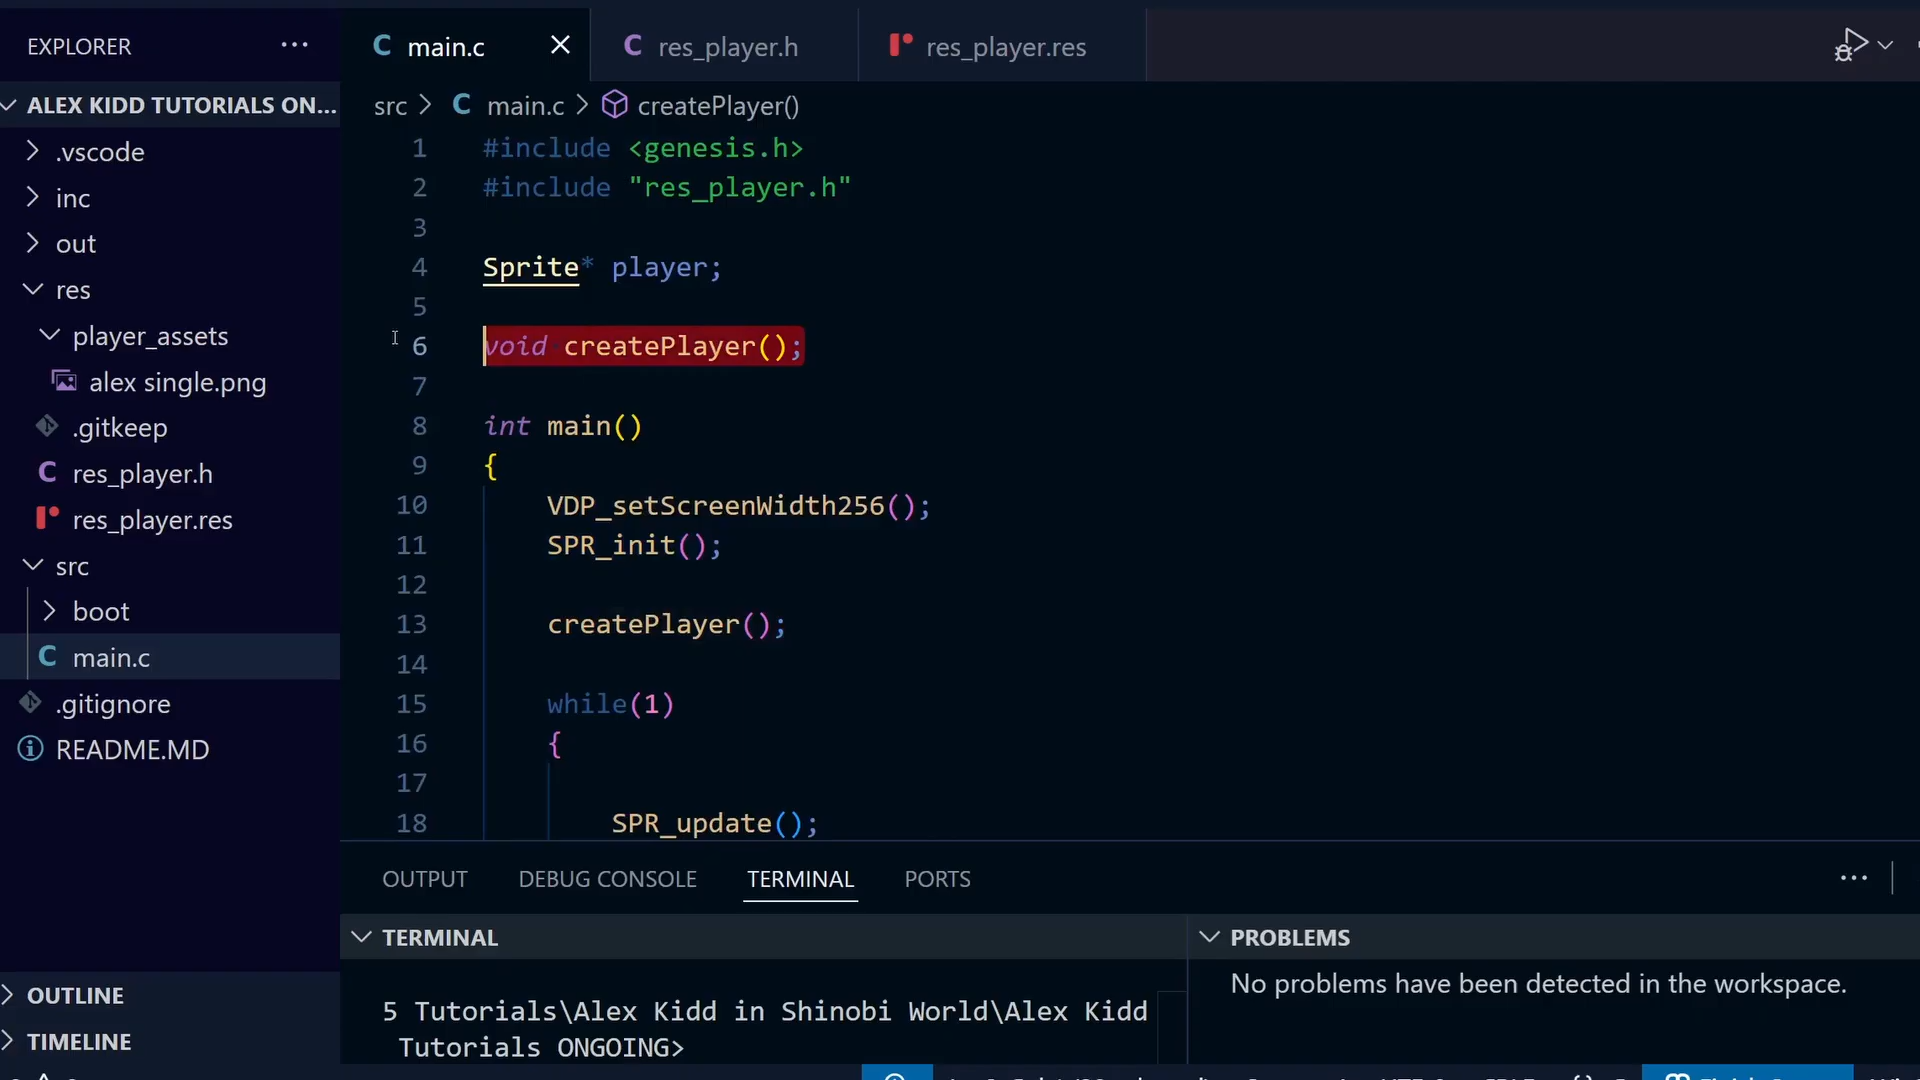 EXPLORER
ALEX KIDD TUTORIALS ON...
.vscode
inc
out
res
player_assets
alex single.png
.gitkeep
res_player.h
res_player.res
src
boot
main.c
.gitignore
README.MD
OUTLINE
TIMELINE
main.c
res_player.h
res_player.res
src > main.c > createPlayer()
1 #include <genesis.h>
2 #include "res_player.h"
3
4 Sprite* player;
5
6 void createPlayer();
7
8 int main()
9 {
10 VDP_setScreenWidth256();
11 SPR_init();
12
13 createPlayer();
14
15 while(1)
16 {
17
18 SPR_update();
OUTPUT DEBUG CONSOLE TERMINAL PORTS
TERMINAL
5 Tutorials\Alex Kidd in Shinobi World\Alex Kidd
Tutorials ONGOING>
PROBLEMS
No problems have been detected in the workspace.